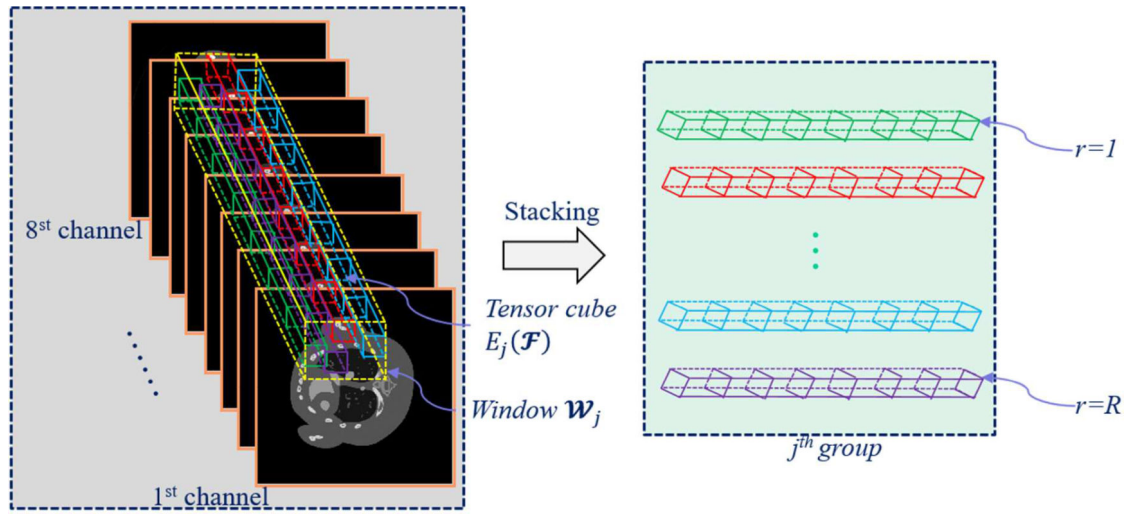 8st channel
1st channel
Stacking
Tensor cube
Ej(𝓕)
Window 𝓦j
r=1
r=R
jth group